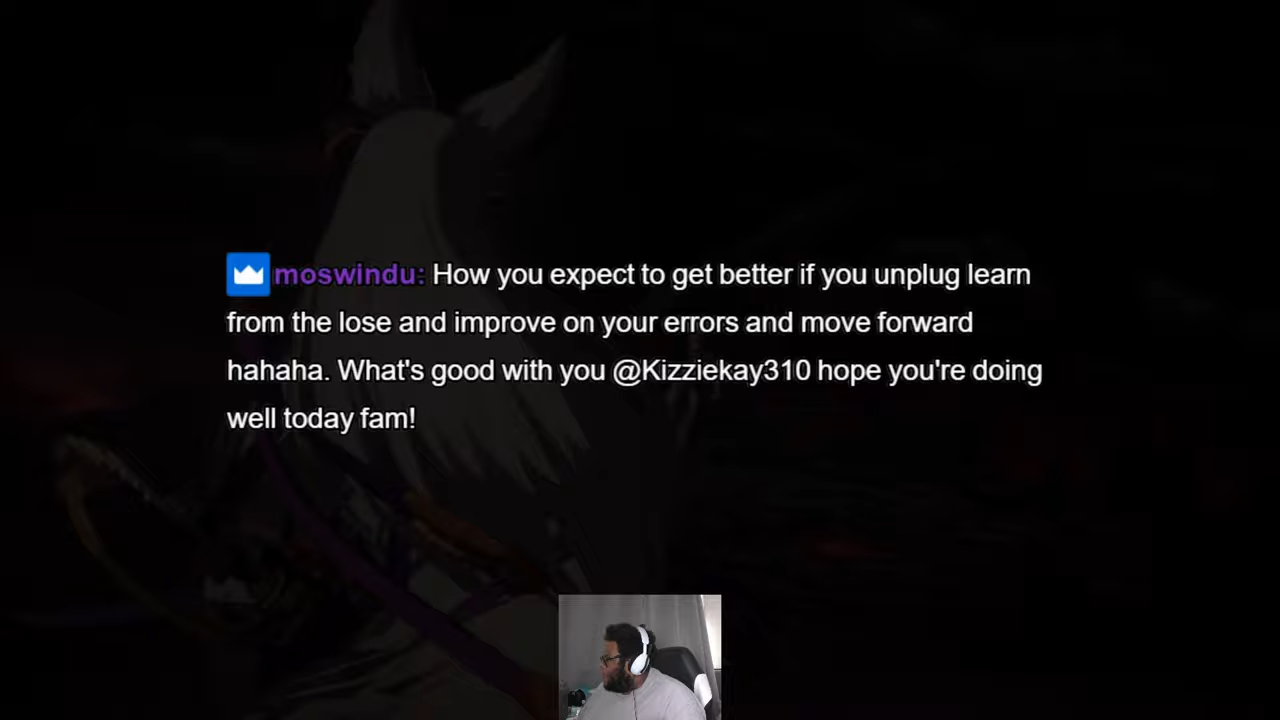 moswindu: How you expect to get better if you unplug learn
from the lose and improve on your errors and move forward
hahaha. What's good with you @Kizziekay310 hope you're doing
well today fam!